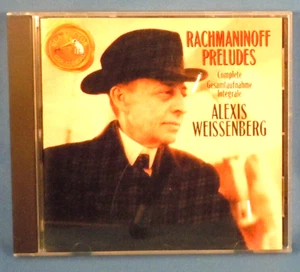 RACHMANINOFF
PRELUDES
Complete
Gesamtaufnahme
Intégrale
ALEXIS
WEISSENBERG